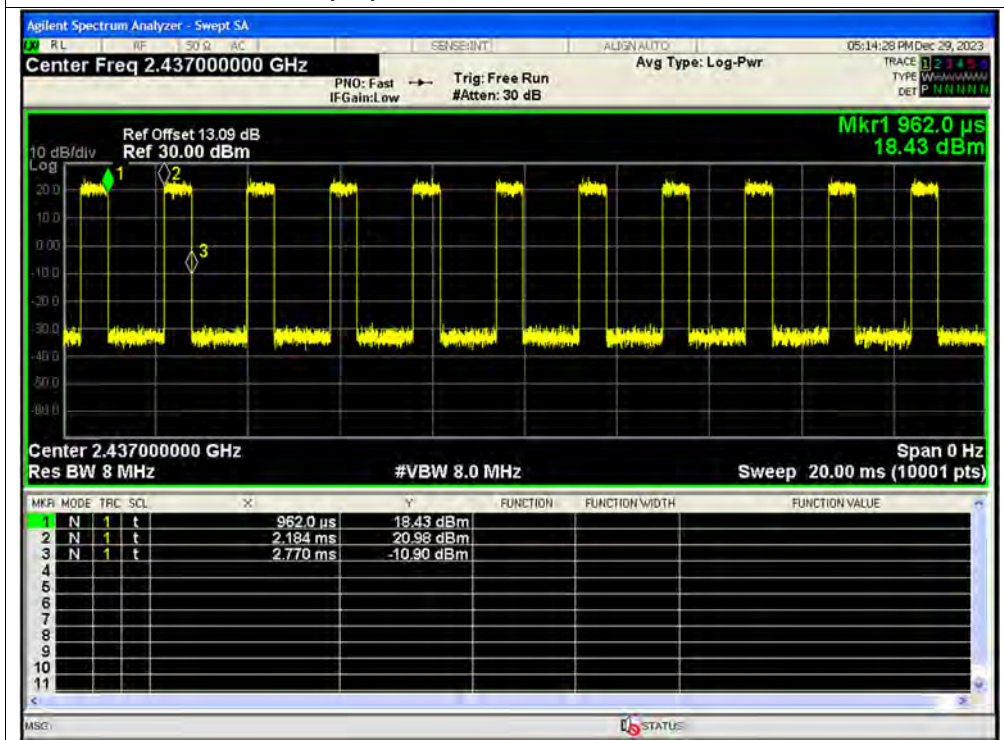 Agilent Spectrum Analyzer - Swept SA
RL RF 50 Ω AC SENSE:INT ALIGN AUTO 05:14:28 PM Dec 29, 2023
Center Freq 2.437000000 GHz Avg Type: Log-Pwr TRACE 1 2 3 4 5 6
PNO: Fast Trig: Free Run TYPE
IFGain:Low #Atten: 30 dB DET P N N N N N
Mkr1 962.0 µs
Ref Offset 13.09 dB
10 dB/div Ref 30.00 dBm 18.43 dBm
Log
1 2
20.0
10.0
0.00
3
-10.0
-20.0
-30.0
-40.0
-50.0
-60.0
Center 2.437000000 GHz Span 0 Hz
Res BW 8 MHz #VBW 8.0 MHz Sweep 20.00 ms (10001 pts)
MKR MODE TRC SCL X Y FUNCTION FUNCTION WIDTH FUNCTION VALUE
1 N 1 t 962.0 µs 18.43 dBm
2 N 1 t 2.184 ms 20.98 dBm
3 N 1 t 2.770 ms -10.90 dBm
4
5
6
7
8
9
10
11
MSG STATUS